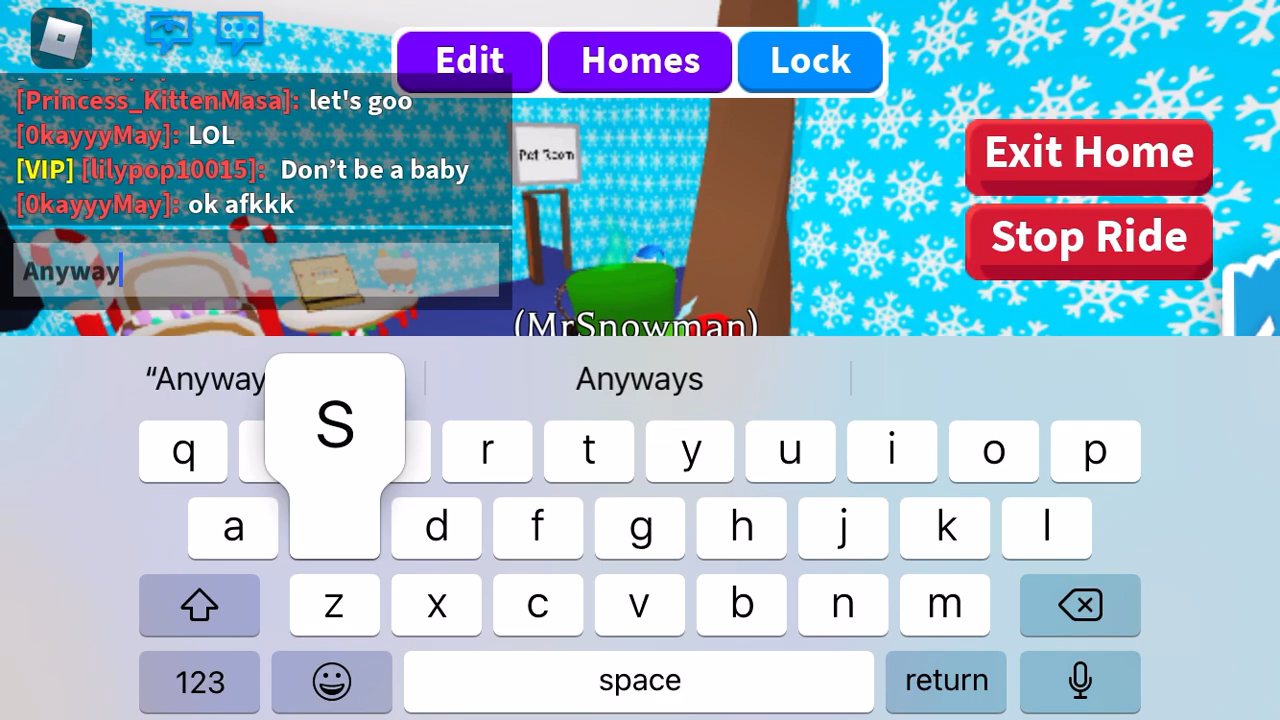 Edit Homes Lock
[Princess_KittenMasa]: let's goo
[0kayyyMay]: LOL
[VIP] [lilypop10015]: Don’t be a baby
[0kayyyMay]: ok afkkk
Anyway
Pet Room
Exit Home
Stop Ride
(MrSnowman)
“Anyway Anyways
S
q r t y u i o p
a d f g h j k l
z x c v b n m
123 space return